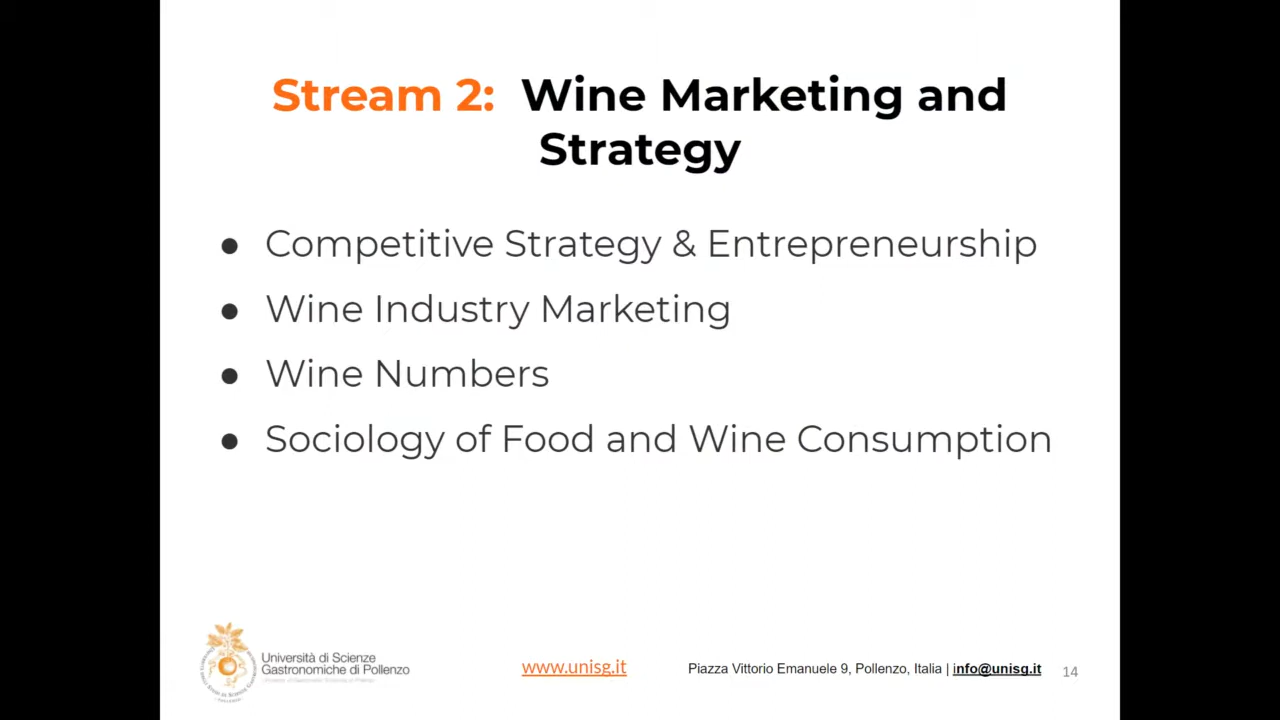 Stream 2: Wine Marketing and
Strategy
● Competitive Strategy & Entrepreneurship
● Wine Industry Marketing
● Wine Numbers
● Sociology of Food and Wine Consumption
Università di Scienze
Gastronomiche di Pollenzo
www.unisg.it
Piazza Vittorio Emanuele 9, Pollenzo, Italia | info@unisg.it
14